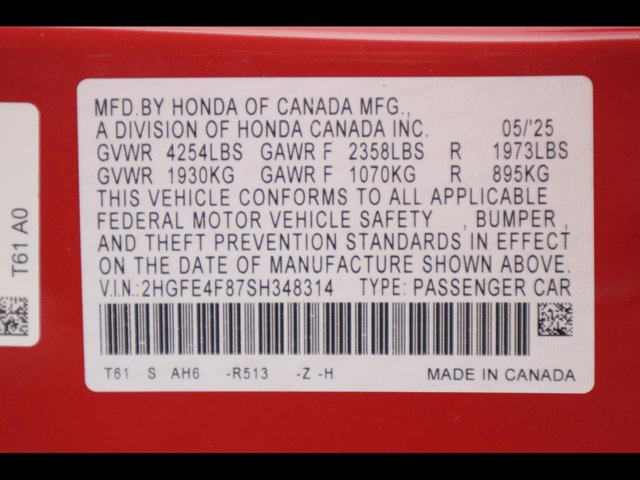 MFD.BY HONDA OF CANADA MFG.,
A DIVISION OF HONDA CANADA INC. 05/'25
GVWR 4254LBS GAWR F 2358LBS R 1973LBS
GVWR 1930KG GAWR F 1070KG R 895KG
THIS VEHICLE CONFORMS TO ALL APPLICABLE
FEDERAL MOTOR VEHICLE SAFETY , BUMPER ,
AND THEFT PREVENTION STANDARDS IN EFFECT
ON THE DATE OF MANUFACTURE SHOWN ABOVE.
V.I.N.:2HGFE4F87SH348314 TYPE: PASSENGER CAR
T61 S AH6 -R513 -Z -H MADE IN CANADA
T61 A0